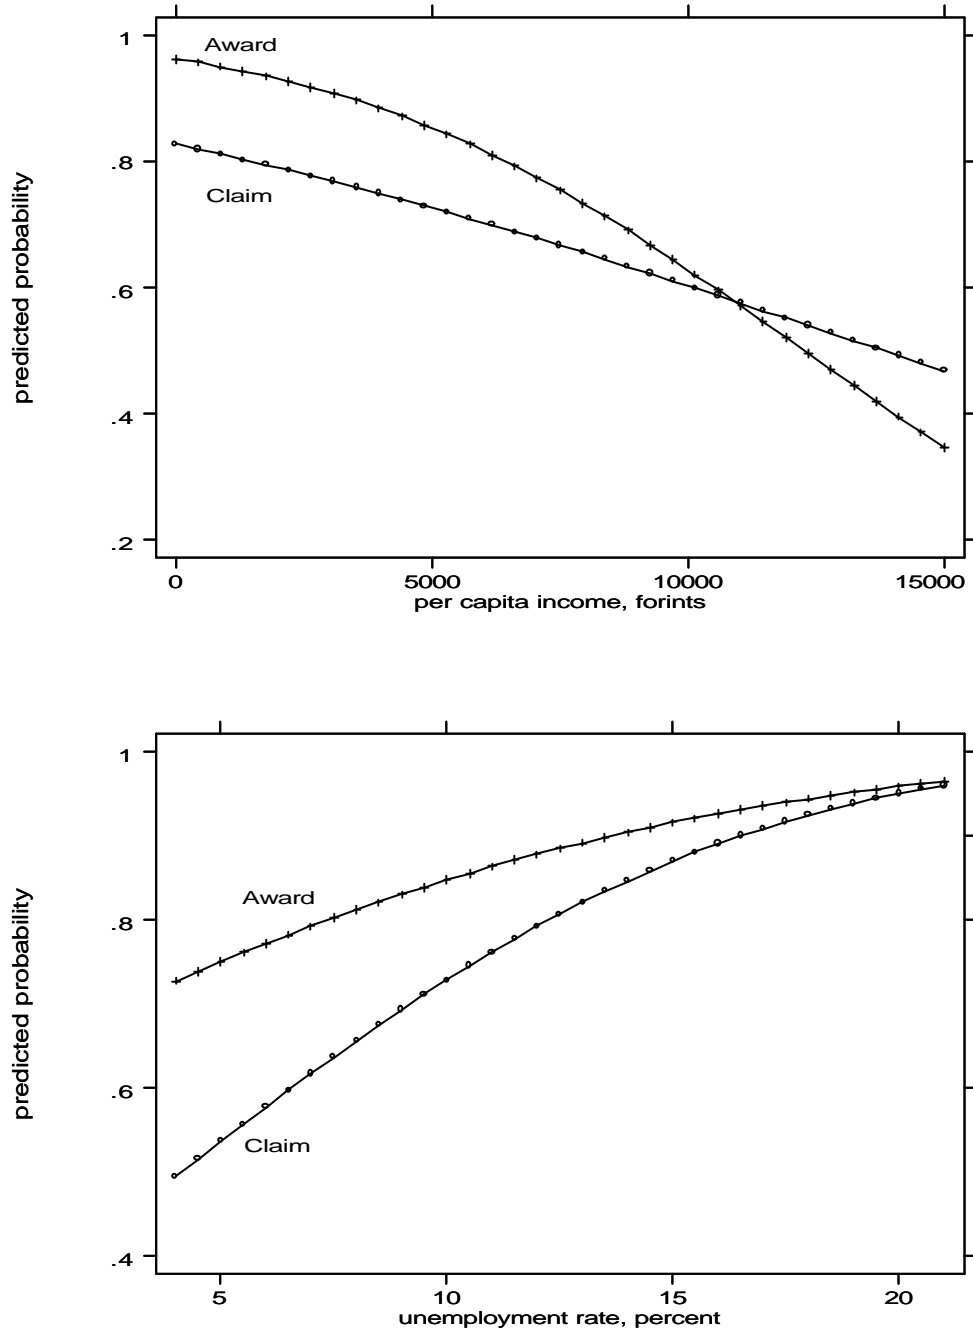 1
Award
.8
Claim
predicted probability
.6
.4
.2
0 5000 10000 15000
per capita income, forints
1
Award
.8
predicted probability
.6
Claim
.4
5 10 15 20
unemployment rate, percent